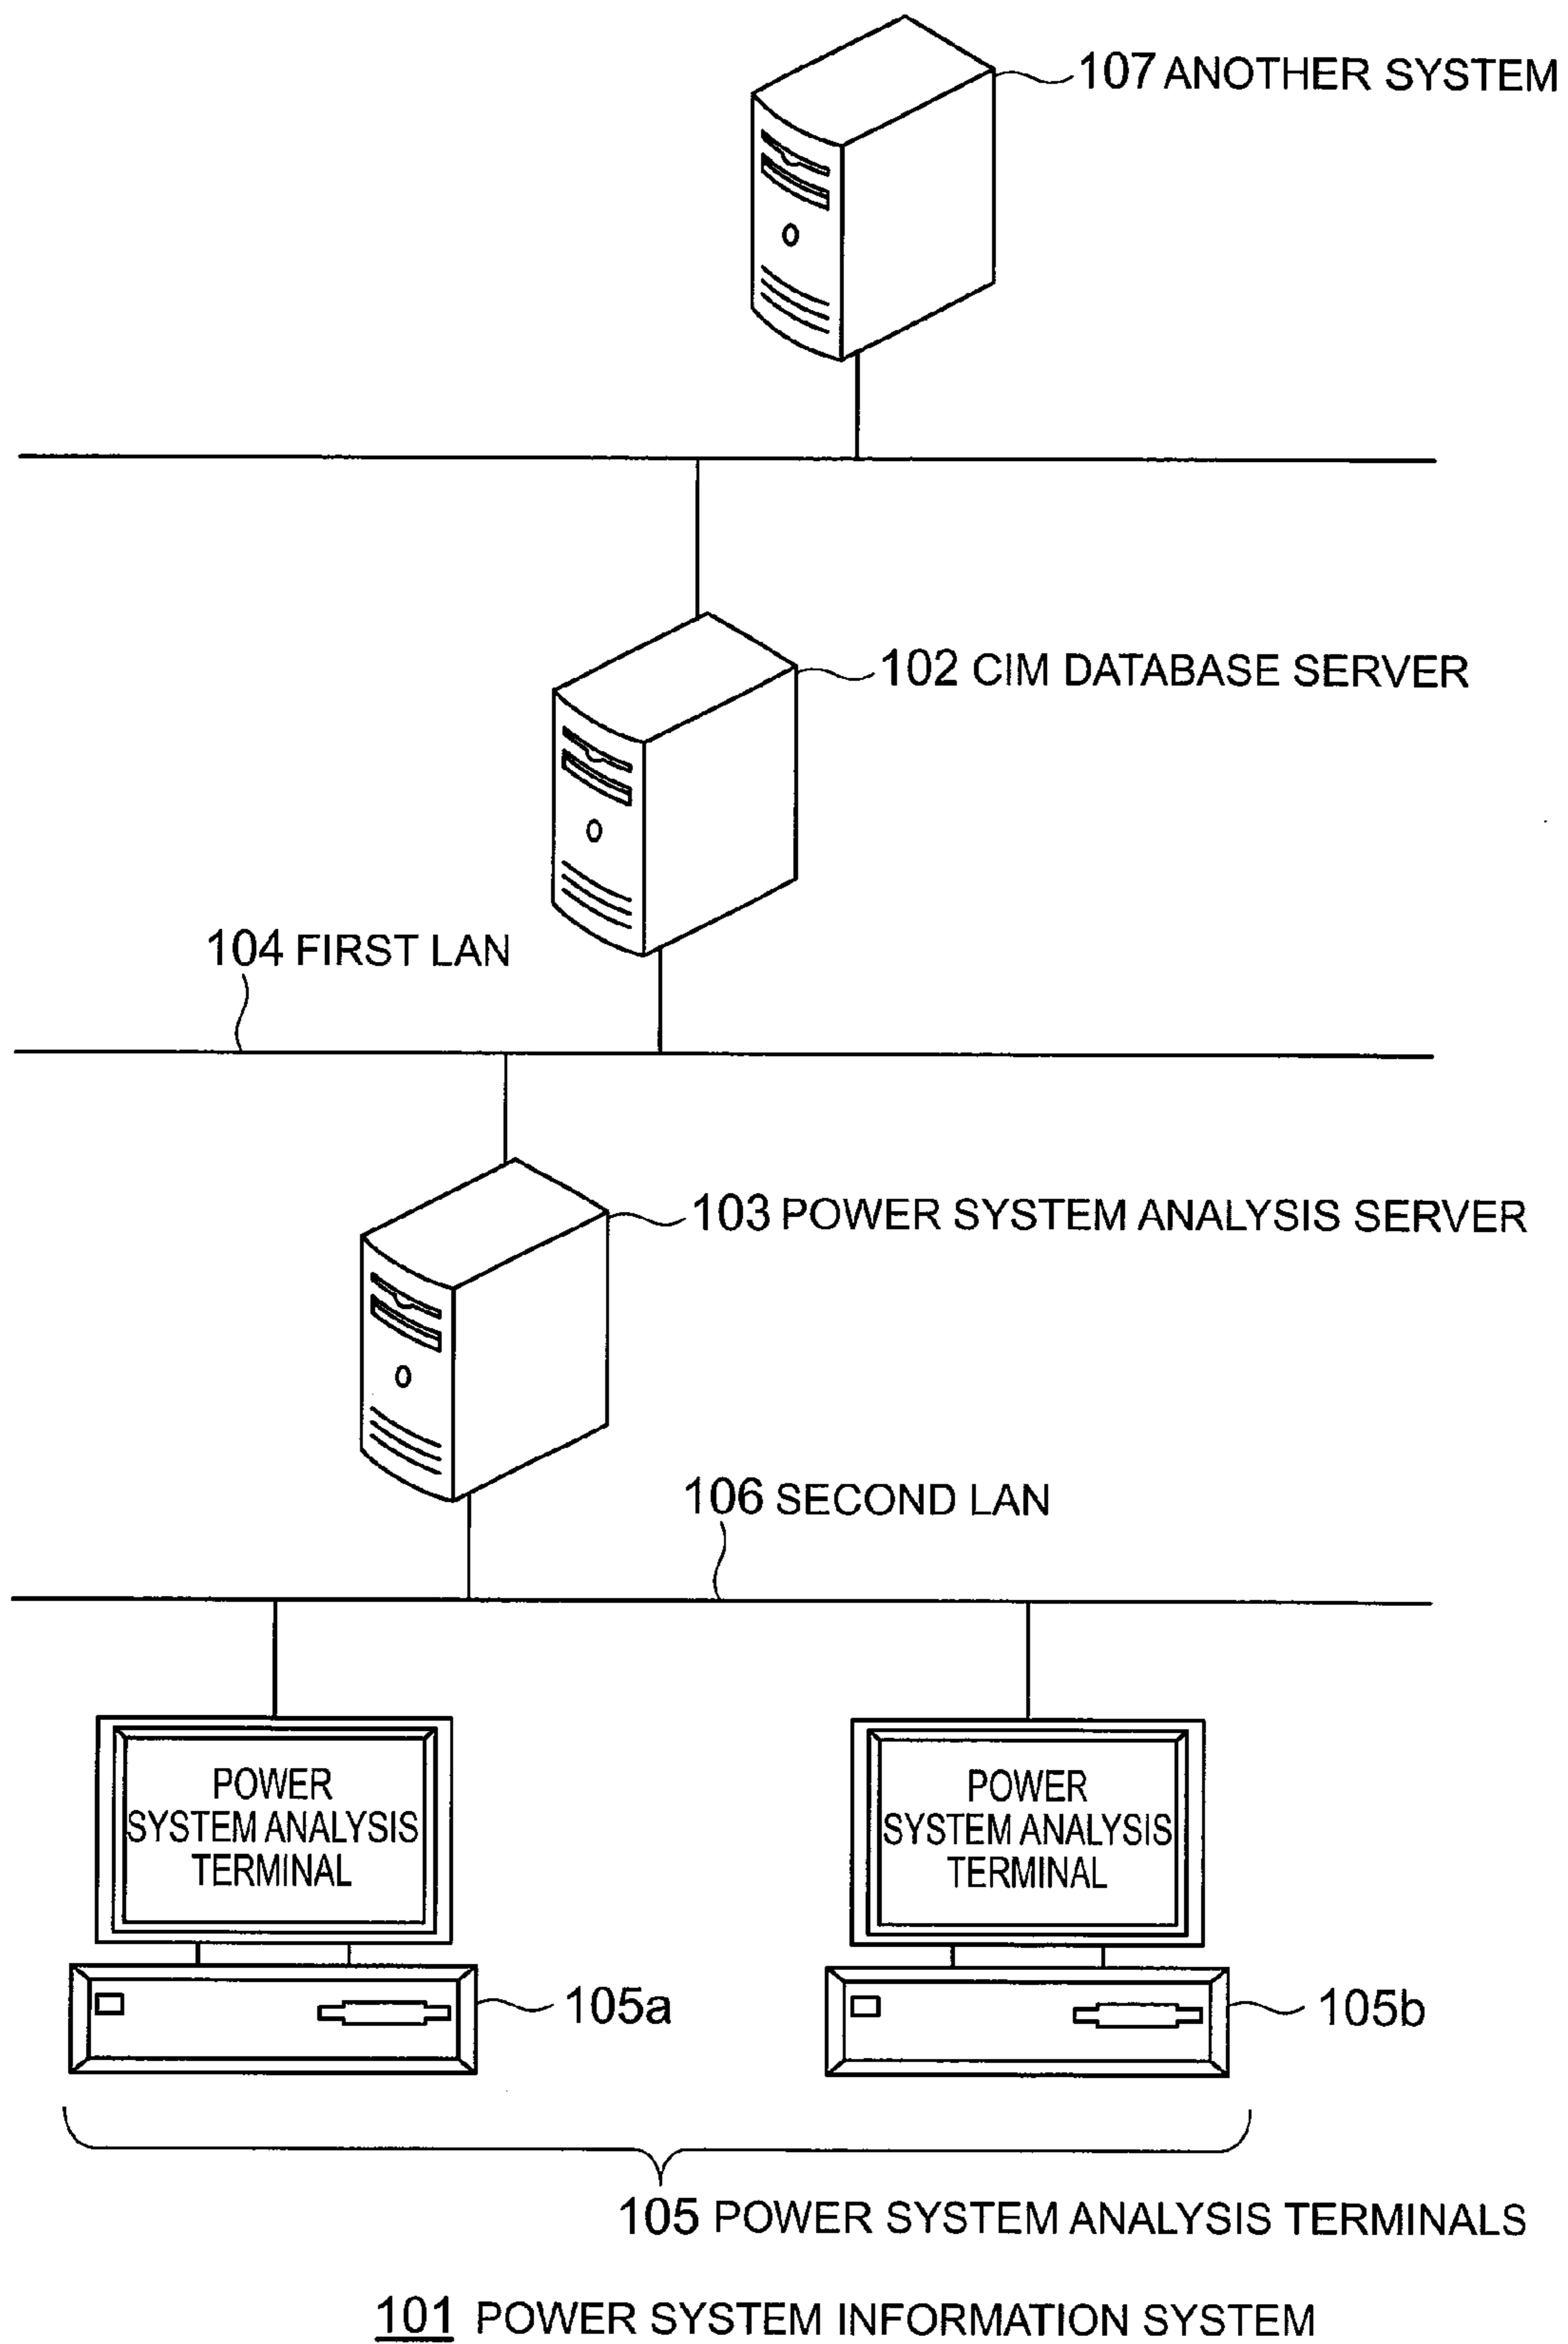 107 ANOTHER SYSTEM
102 CIM DATABASE SERVER
104 FIRST LAN
103 POWER SYSTEM ANALYSIS SERVER
106 SECOND LAN
POWER
SYSTEM ANALYSIS
TERMINAL
POWER
SYSTEM ANALYSIS
TERMINAL
105a
105b
105 POWER SYSTEM ANALYSIS TERMINALS
101 POWER SYSTEM INFORMATION SYSTEM